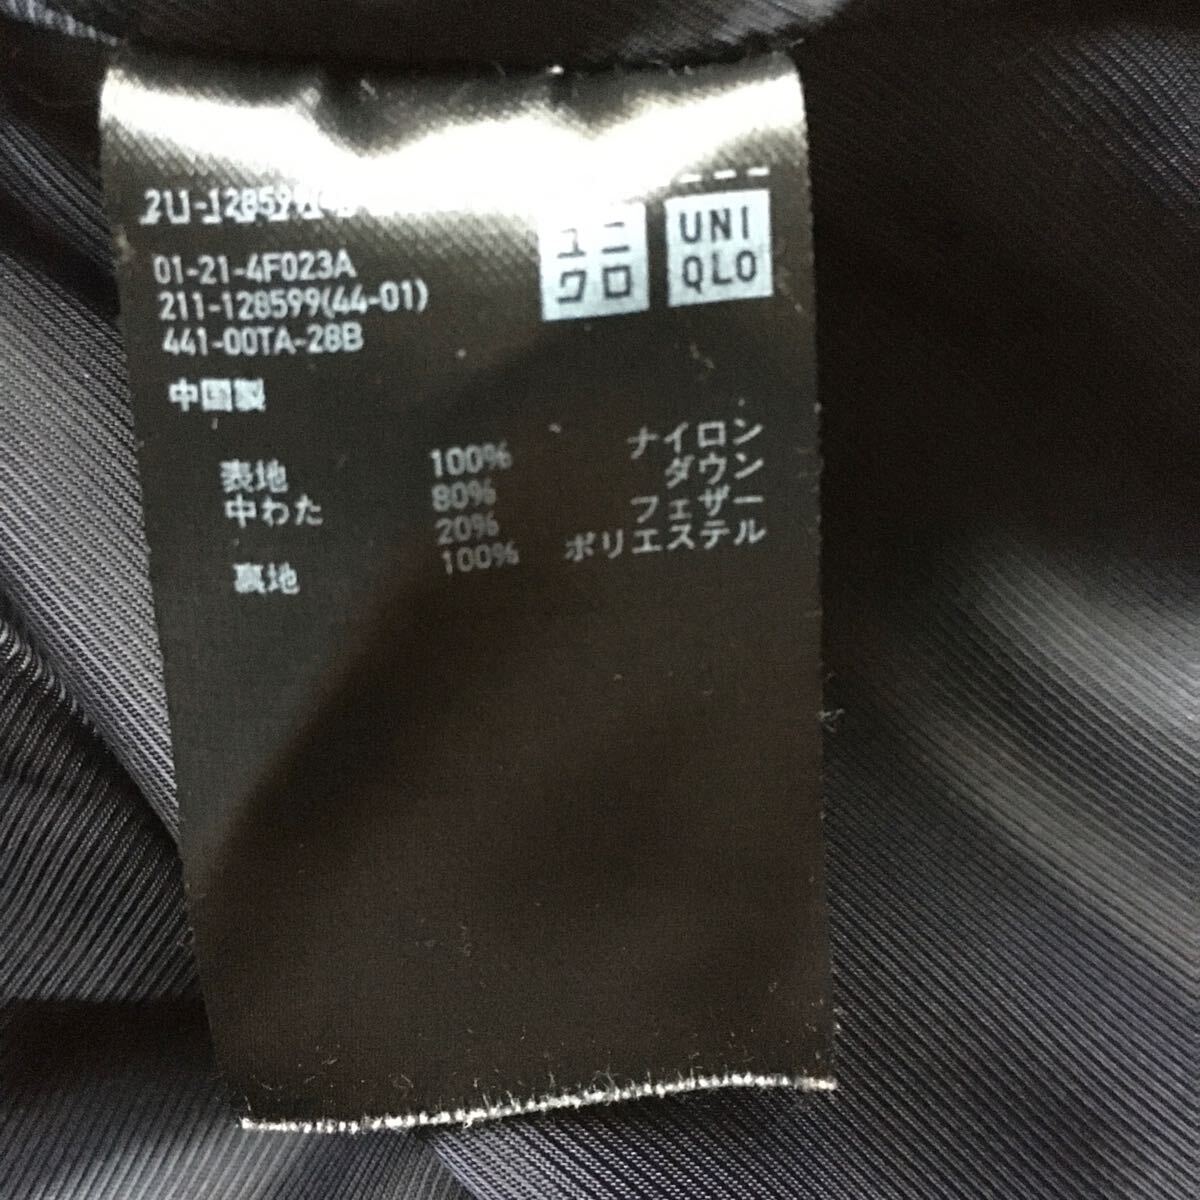 211-128599
ユニ
クロ
UNI
QLO
01-21-4F023A
211-128599(44-01)
441-00TA-28B
中国製
表地 100% ナイロン
中わた 80% ダウン
20% フェザー
裏地 100% ポリエステル